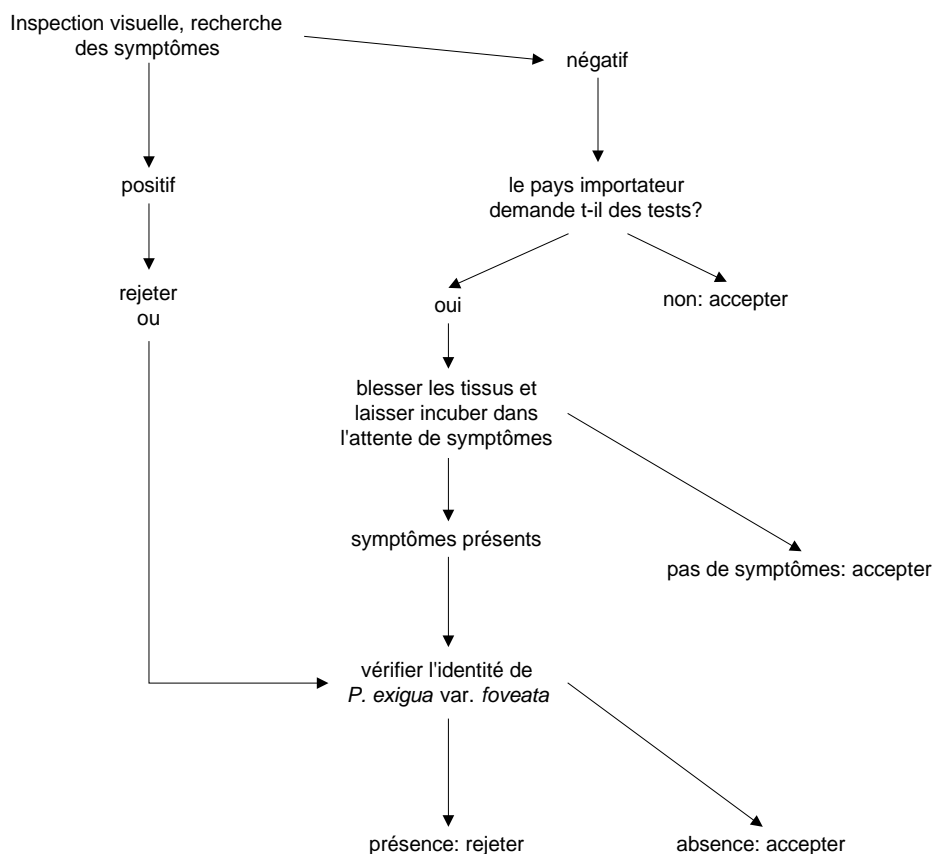 Inspection visuelle, recherche
des symptômes
négatif
positif
le pays importateur
demande t-il des tests?
rejeter
ou
oui
non: accepter
blesser les tissus et
laisser incuber dans
l'attente de symptômes
symptômes présents
pas de symptômes: accepter
vérifier l'identité de
P. exigua var. foveata
présence: rejeter
absence: accepter